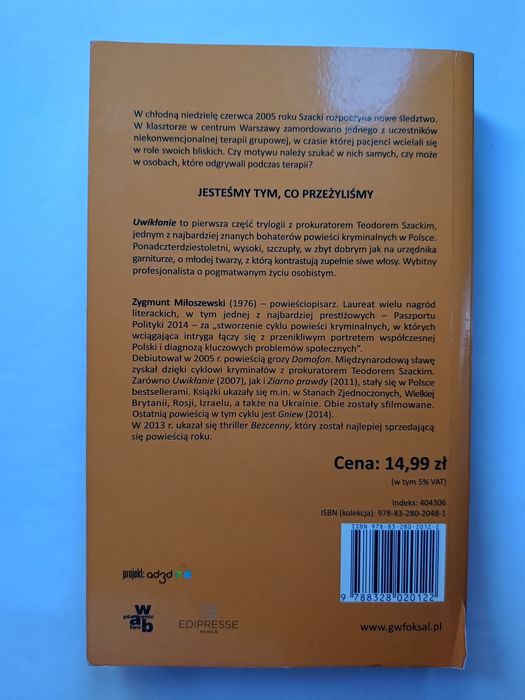 W chłodną niedzielę czerwca 2005 roku Szacki rozpoczyna nowe śledztwo.
W klasztorze w centrum Warszawy zamordowano jednego z uczestników
niekonwencjonalnej terapii grupowej, w czasie której pacjenci wcielali się
w role swoich bliskich. Czy motywu należy szukać w nich samych, czy może
w osobach, które odgrywali podczas terapii?
JESTEŚMY TYM, CO PRZEŻYLIŚMY
Uwikłanie to pierwsza część trylogii z prokuratorem Teodorem Szackim,
jednym z najbardziej znanych bohaterów powieści kryminalnych w Polsce.
Ponadczterdziestoletni, wysoki, szczupły, w zbyt dobrym jak na urzędnika
garniturze, o młodej twarzy, z którą kontrastują zupełnie siwe włosy. Wybitny
profesjonalista o pogmatwanym życiu osobistym.
Zygmunt Miłoszewski (1976) – powieściopisarz. Laureat wielu nagród
literackich, w tym jednej z najbardziej prestiżowych – Paszportu
Polityki 2014 – za „stworzenie cyklu powieści kryminalnych, w których
wciągająca intryga łączy się z przenikliwym portretem współczesnej
Polski i diagnozą kluczowych problemów społecznych”.
Debiutował w 2005 r. powieścią grozy Domofon. Międzynarodową sławę
zyskał dzięki cyklowi kryminałów z prokuratorem Teodorem Szackim.
Zarówno Uwikłanie (2007), jak i Ziarno prawdy (2011), stały się w Polsce
bestsellerami. Książki ukazały się m.in. w Stanach Zjednoczonych, Wielkiej
Brytanii, Rosji, Izraelu, a także na Ukrainie. Obie zostały sfilmowane.
Ostatnią powieścią w tym cyklu jest Gniew (2014).
W 2013 r. ukazał się thriller Bezcenny, który został najlepiej sprzedającą
się powieścią roku.
Cena: 14,99 zł
(w tym 5% VAT)
Indeks: 404306
ISBN (kolekcja): 978-83-280-2048-1
ISBN 978-83-280-2012-2
9 788328 020122
projekt: ad3d
wydawnictwo
w a b
EDIPRESSE
KOLEKCJE
www.gwfoksal.pl